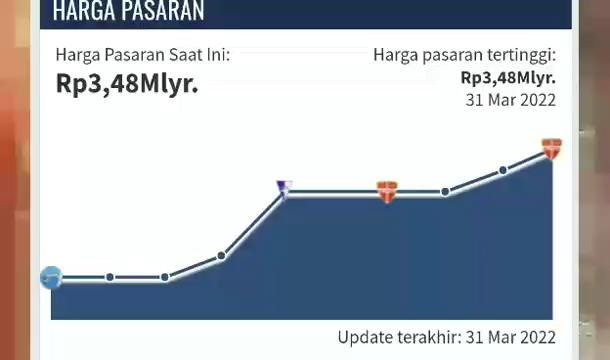 HARGA PASARAN
Harga Pasaran Saat Ini:
Rp3,48Mlyr.
Harga pasaran tertinggi:
Rp3,48Mlyr.
31 Mar 2022
Update terakhir: 31 Mar 2022